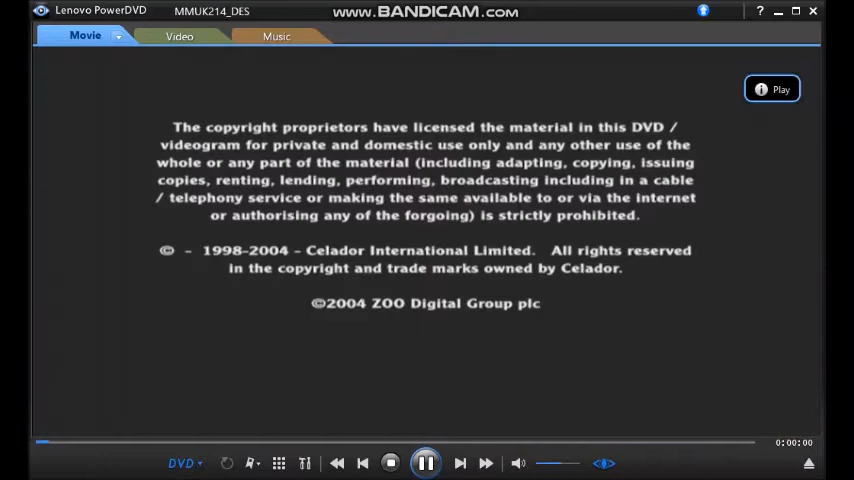 Lenovo PowerDVD
MMUK214_DES
www.BANDICAM.com
?
Movie
Video
Music
i Play
The copyright proprietors have licensed the material in this DVD /
videogram for private and domestic use only and any other use of the
whole or any part of the material (including adapting, copying, issuing
copies, renting, lending, performing, broadcasting including in a cable
/ telephony service or making the same available to or via the internet
or authorising any of the forgoing) is strictly prohibited.
© - 1998-2004 - Celador International Limited. All rights reserved
in the copyright and trade marks owned by Celador.
©2004 ZOO Digital Group plc
0:00:00
DVD